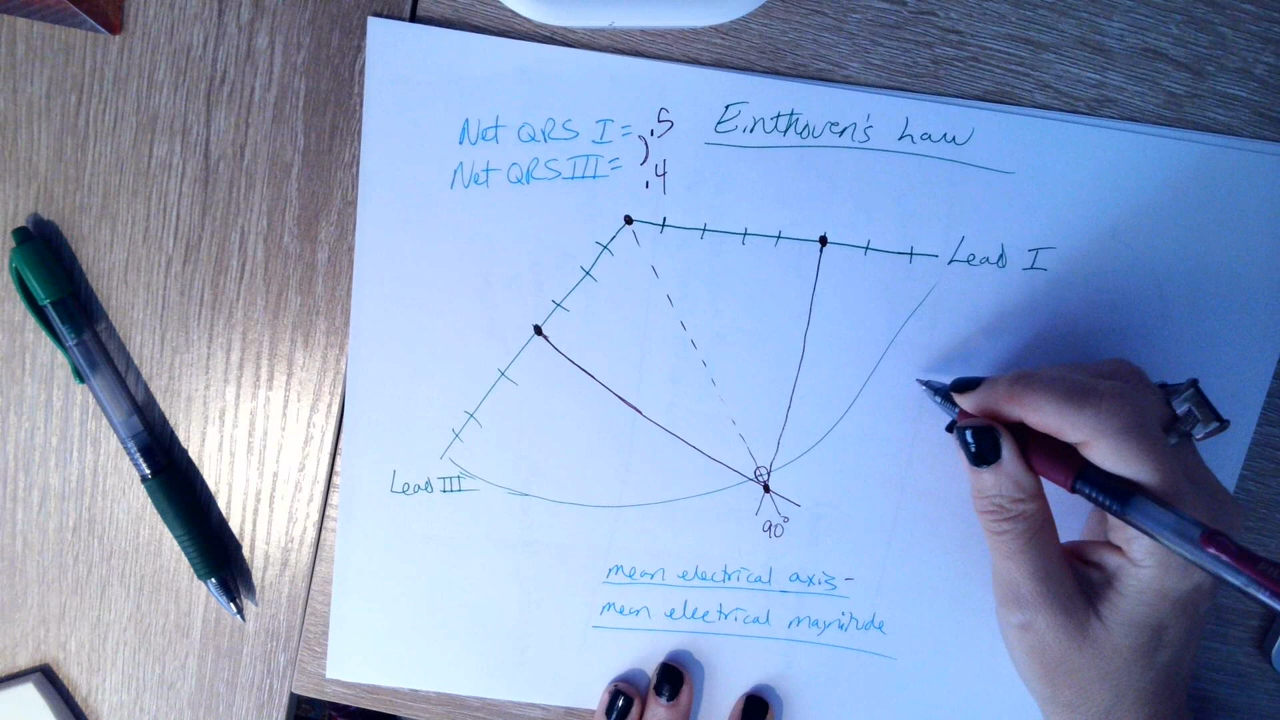 Net QRS I = .5
Einthoven's Law
Net QRS III = .4
Lead I
Lead III
90°
mean electrical axis-
mean electrical magnitude